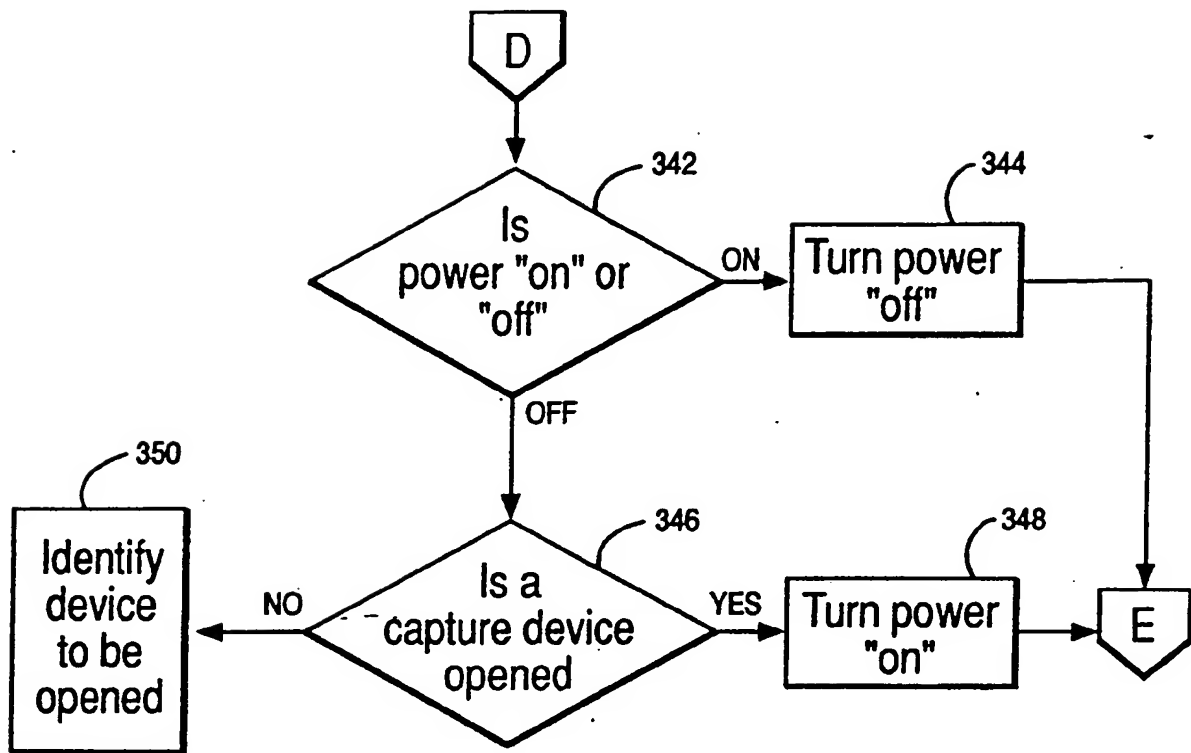 D
342
Is
power "on" or
"off"
ON
344
Turn power
"off"
OFF
350
Identify
device
to be
opened
NO
346
Is a
capture device
opened
YES
348
Turn power
"on"
E